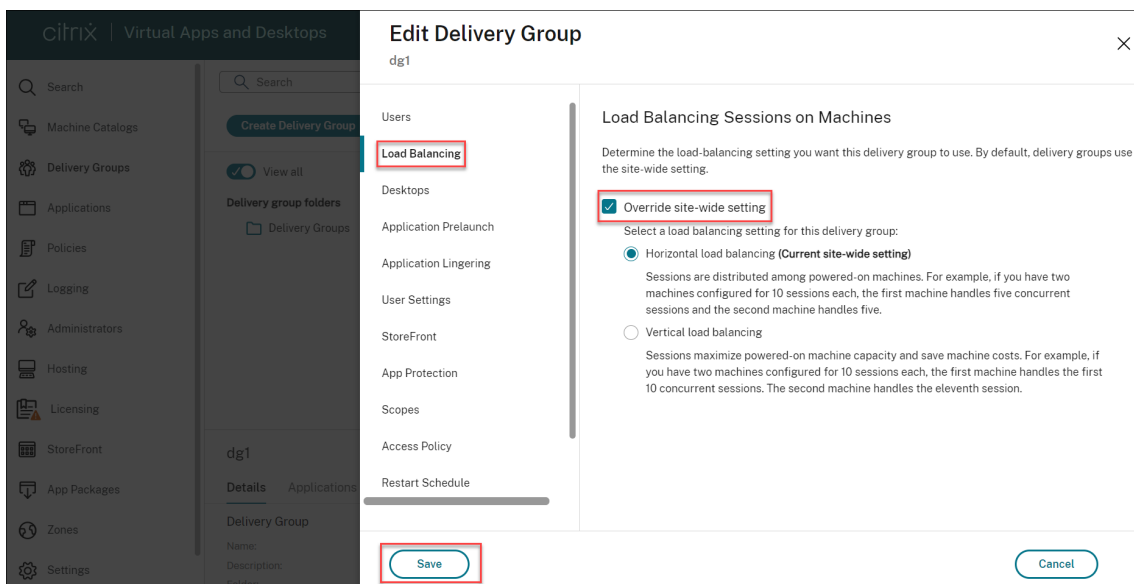 citrix | Virtual Apps and Desktops
Search
Machine Catalogs
Delivery Groups
Applications
Policies
Logging
Administrators
Hosting
Licensing
StoreFront
App Packages
Zones
Settings
Search
Create Delivery Group
View all
Delivery group folders
Delivery Groups
dg1
Details Applications
Delivery Group
Name:
Description:
Edit Delivery Group
dg1
Users
Load Balancing
Desktops
Application Prelaunch
Application Lingering
User Settings
StoreFront
App Protection
Scopes
Access Policy
Restart Schedule
Load Balancing Sessions on Machines
Determine the load-balancing setting you want this delivery group to use. By default, delivery groups use
the site-wide setting.
Override site-wide setting
Select a load balancing setting for this delivery group:
Horizontal load balancing (Current site-wide setting)
Sessions are distributed among powered-on machines. For example, if you have two
machines configured for 10 sessions each, the first machine handles five concurrent
sessions and the second machine handles five.
Vertical load balancing
Sessions maximize powered-on machine capacity and save machine costs. For example, if
you have two machines configured for 10 sessions each, the first machine handles the first
10 concurrent sessions. The second machine handles the eleventh session.
Save
Cancel